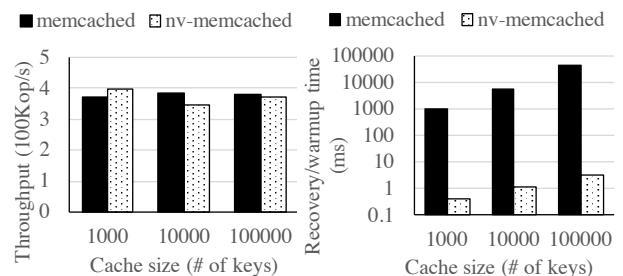 memcached nv-memcached
Throughput (100Kop/s)
5
4
3
2
1
0
1000 10000 100000
Cache size (# of keys)
memcached nv-memcached
Recovery/warmup time
(ms)
100000
10000
1000
100
10
1
0.1
1000 10000 100000
Cache size (# of keys)